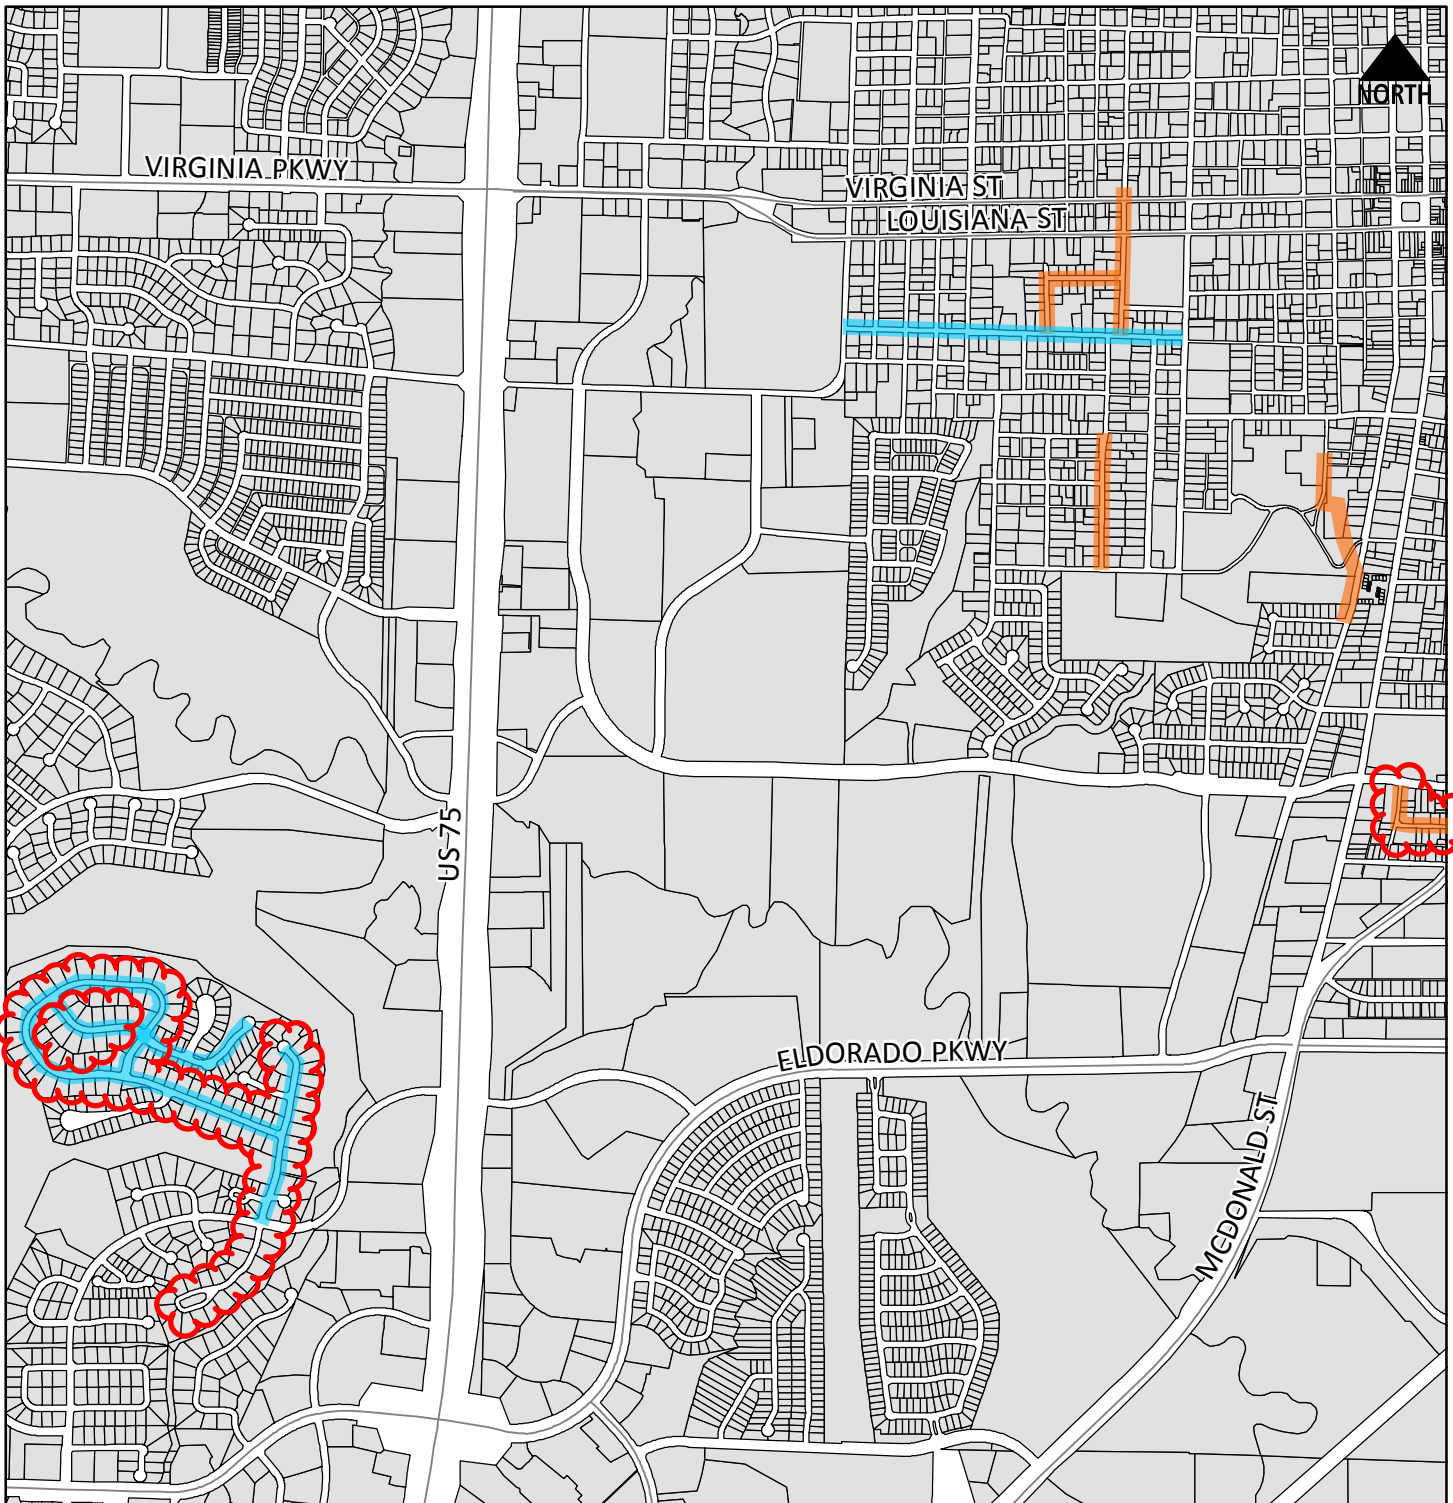 NORTH
VIRGINIA PKWY
VIRGINIA ST
LOUISIANA ST
US 75
ELDORADO PKWY
MCDONALD ST